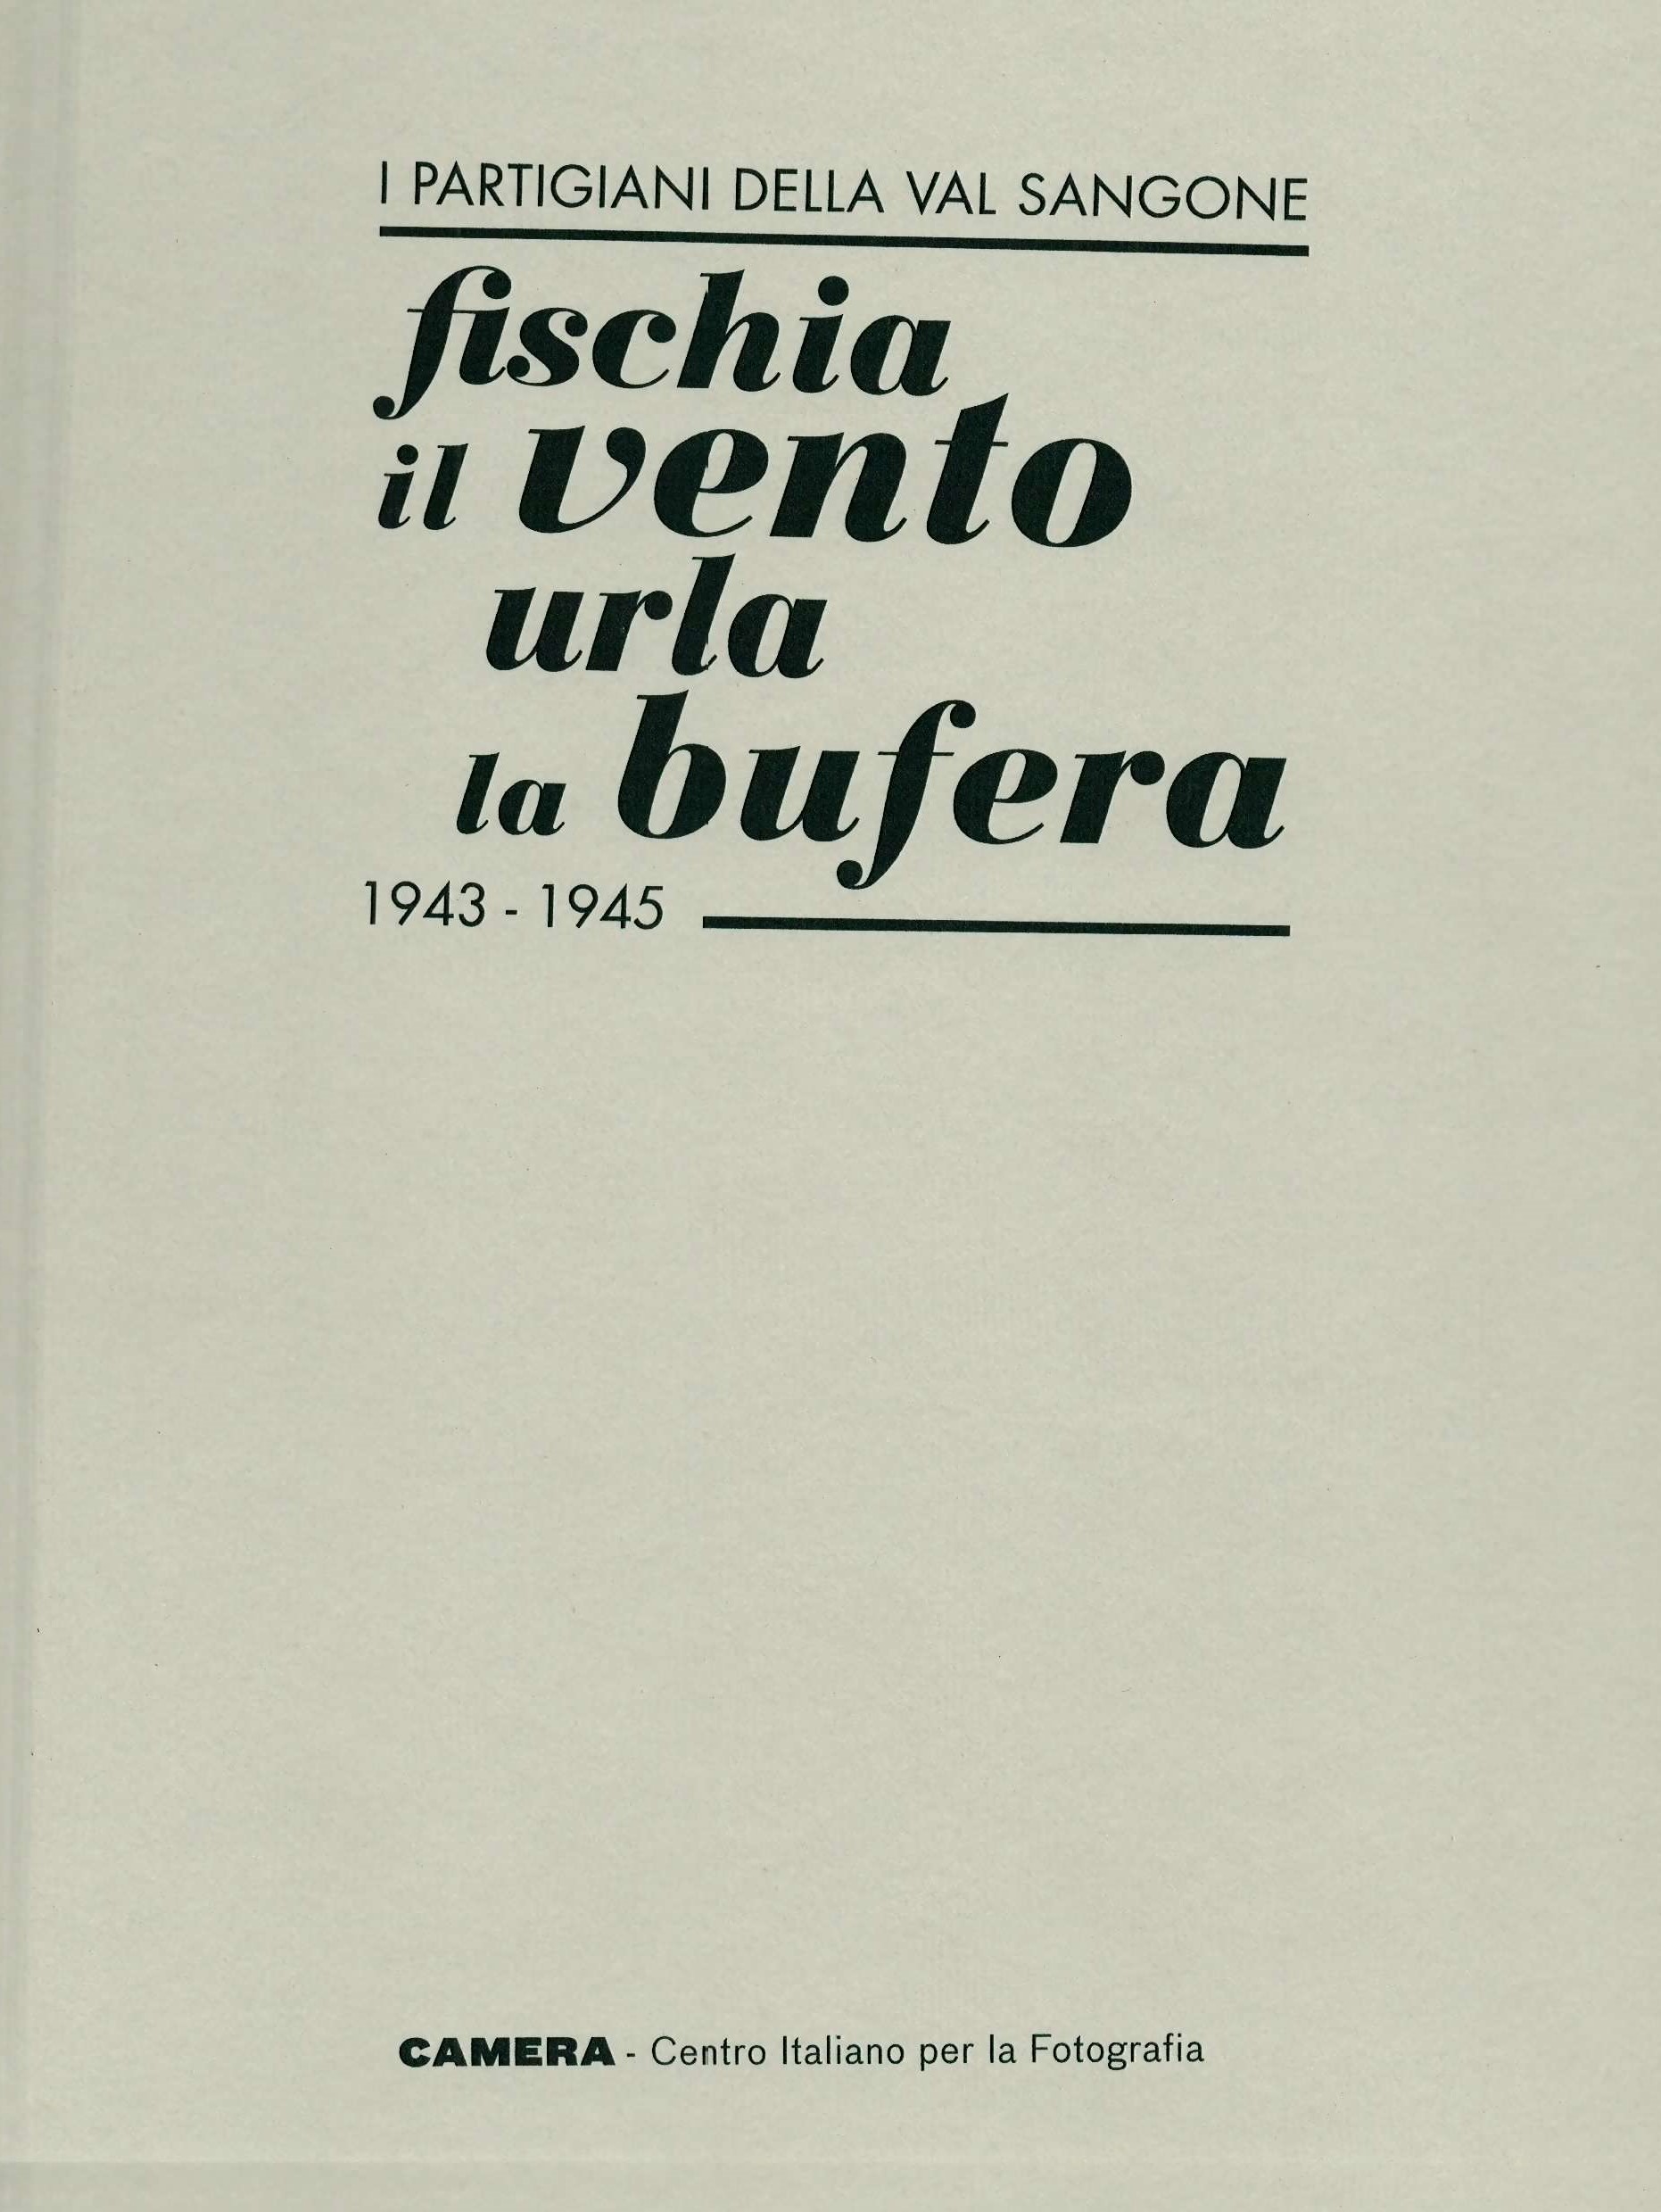 I PARTIGIANI DELLA VAL SANGONE
fischia
il vento
urla
la bufera
1943 - 1945
CAMERA - Centro Italiano per la Fotografia